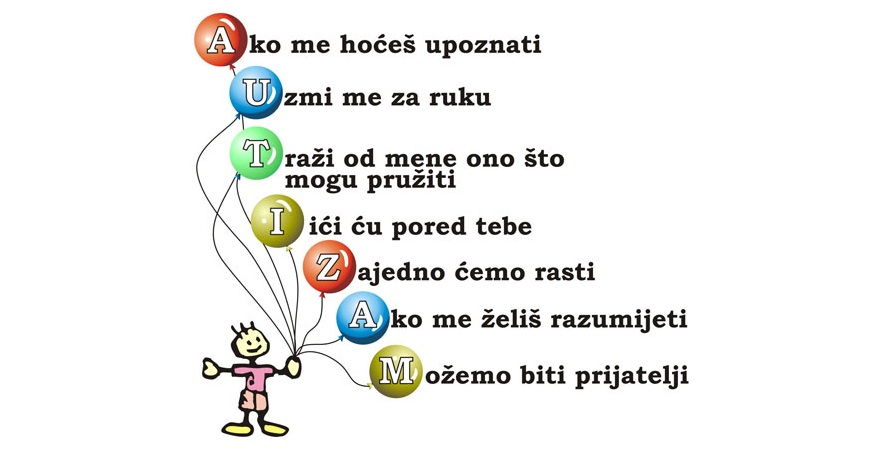 Ako me hoćeš upoznati
Uzmi me za ruku
Traži od mene ono što
mogu pružiti
I ići ću pored tebe
Zajedno ćemo rasti
Ako me želiš razumijeti
Možemo biti prijatelji